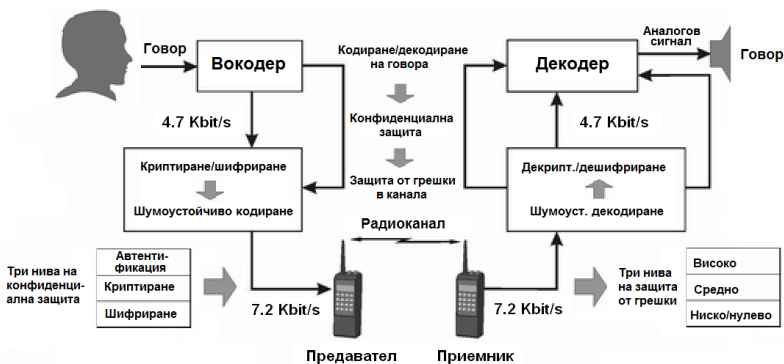 Говор
Вокодер
Кодиране/декодиране
на говора
Декодер
Аналогов
сигнал
Говор
4.7 Kbit/s
Конфиденциална
защита
4.7 Kbit/s
Криптиране/шифриране
Шумоустойчиво кодиране
Защита от грешки
в канала
Декрипт./дешифриране
Шумоуст. декодиране
Радиоканал
Три нива на
конфиденци-
ална защита
Автенти-
фикация
Криптиране
Шифриране
7.2 Kbit/s
7.2 Kbit/s
Три нива
на защита
от грешки
Високо
Средно
Ниско/нулево
Предавател
Приемник